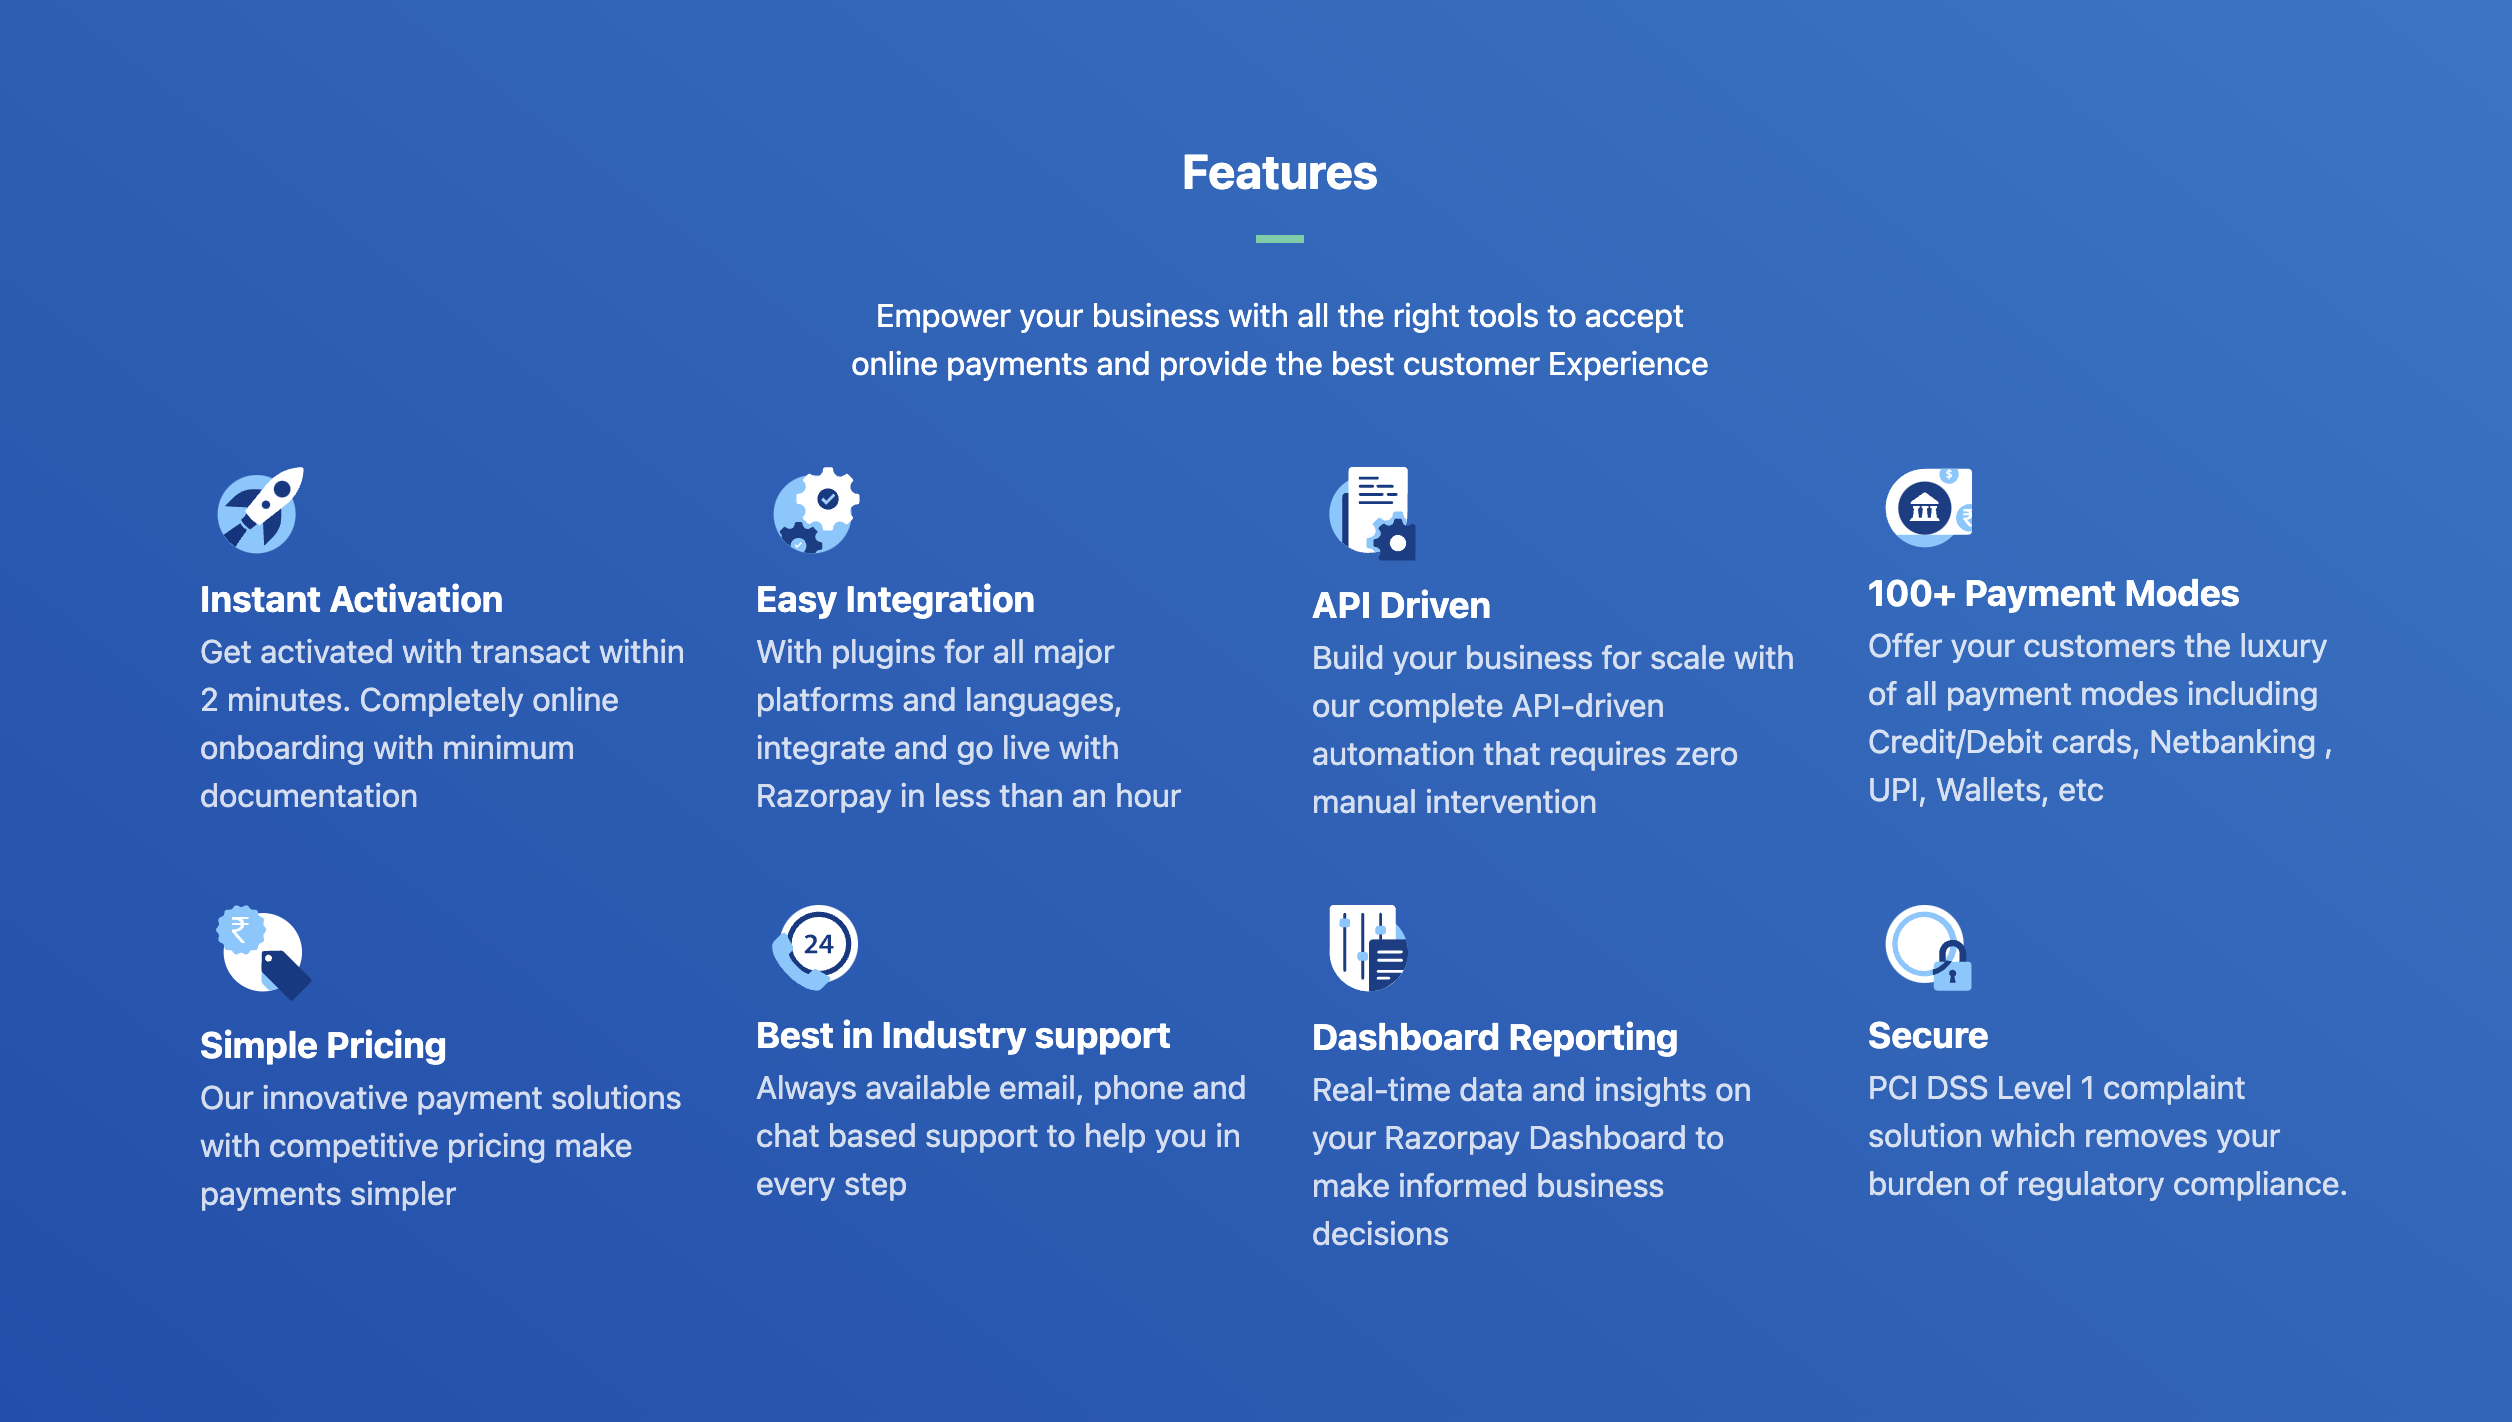 Features
Empower your business with all the right tools to accept
online payments and provide the best customer Experience
$
₹
Instant Activation
Get activated with transact within
2 minutes. Completely online
onboarding with minimum
documentation
Easy Integration
With plugins for all major
platforms and languages,
integrate and go live with
Razorpay in less than an hour
API Driven
Build your business for scale with
our complete API-driven
automation that requires zero
manual intervention
100+ Payment Modes
Offer your customers the luxury
of all payment modes including
Credit/Debit cards, Netbanking ,
UPI, Wallets, etc
₹
Simple Pricing
Our innovative payment solutions
with competitive pricing make
payments simpler
24
Best in Industry support
Always available email, phone and
chat based support to help you in
every step
Dashboard Reporting
Real-time data and insights on
your Razorpay Dashboard to
make informed business
decisions
Secure
PCI DSS Level 1 complaint
solution which removes your
burden of regulatory compliance.